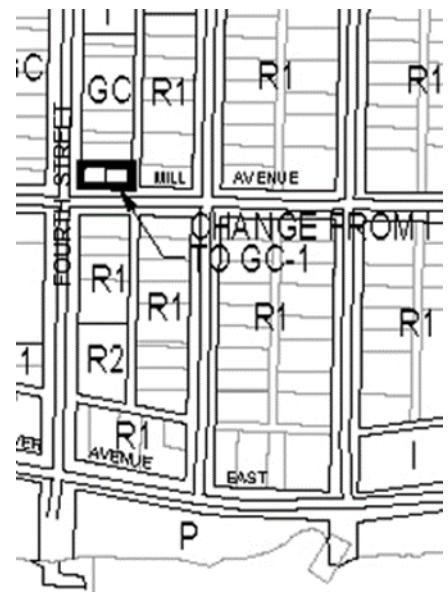 GC
R1
R1
R1
FOURTH STREET
MILL AVENUE
CHANGE FROM I
TO GC-1
R1
R1
R1
R1
1
R2
R1
AVENUE
EAST
I
P